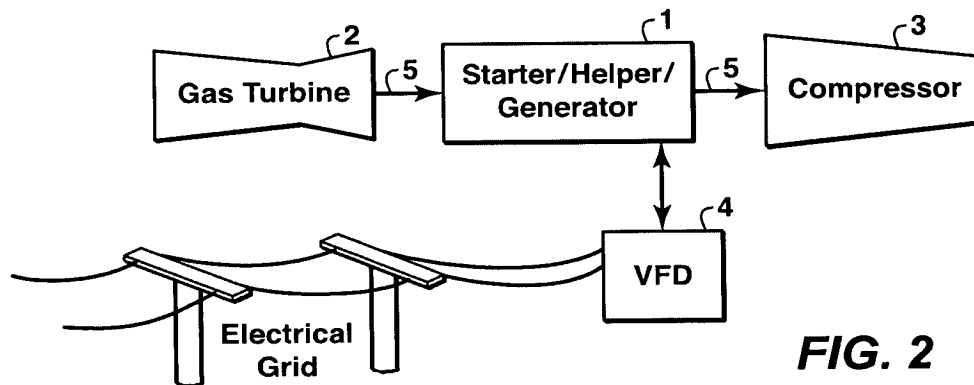 2
1
3
Gas Turbine
5
Starter/Helper/
Generator
5
Compressor
4
VFD
Electrical
Grid
FIG. 2